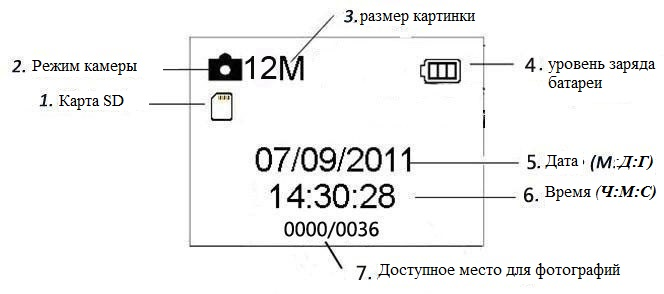 3. размер картинки
2. Режим камеры
12M
4. уровень заряда
батареи
1. Карта SD
07/09/2011
5. Дата (М:Д:Г)
14:30:28
6. Время (Ч:М:С)
0000/0036
7. Доступное место для фотографий